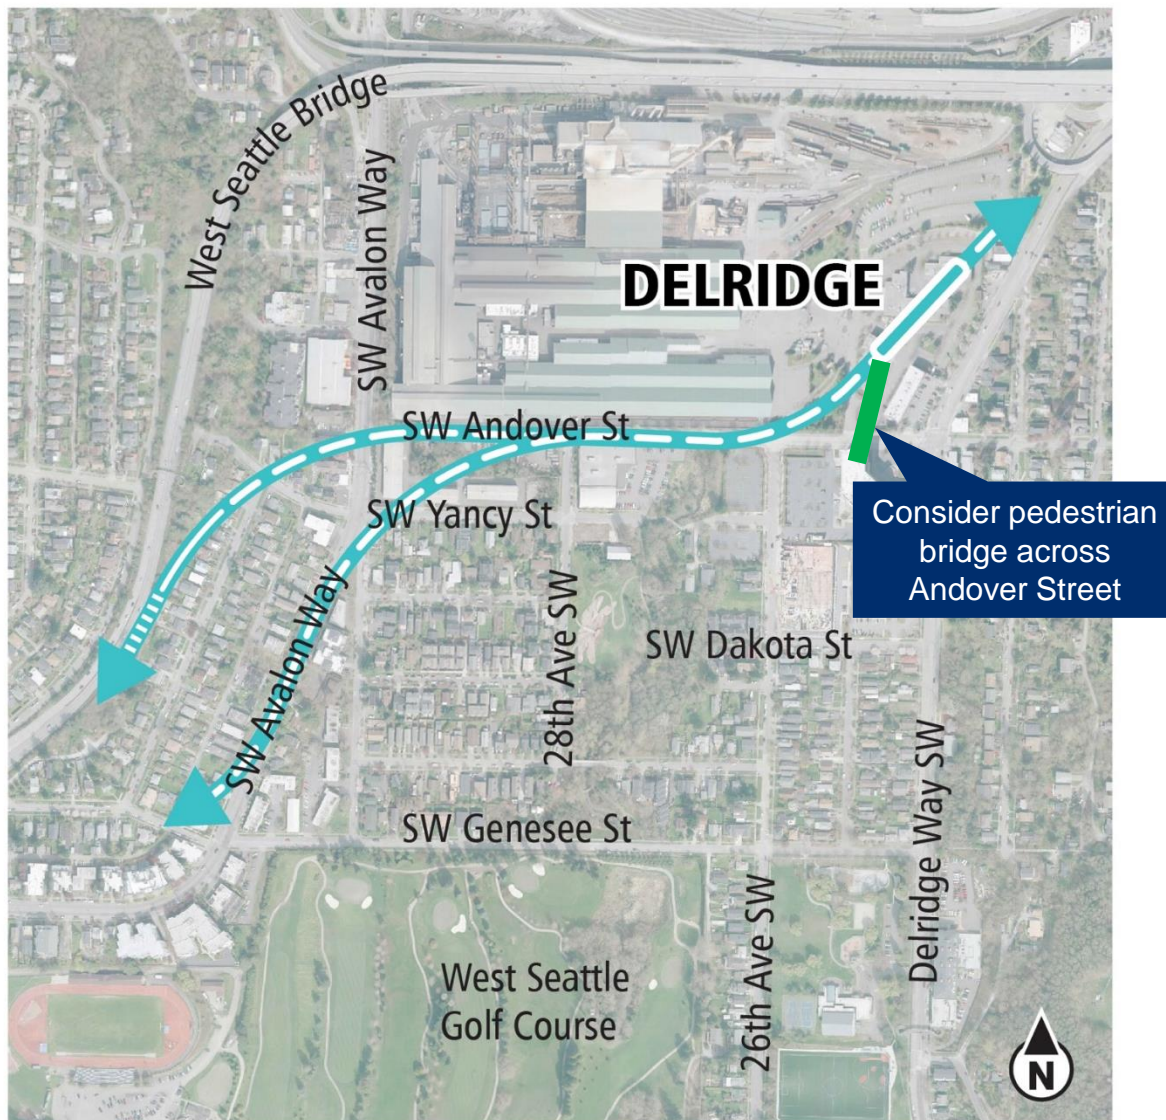 West Seattle Bridge
SW Avalon Way
DELRIDGE
SW Andover St
SW Yancy St
Consider pedestrian
bridge across
Andover Street
SW Avalon Way
28th Ave SW
SW Dakota St
SW Genesee St
Delridge Way SW
26th Ave SW
West Seattle
Golf Course
N